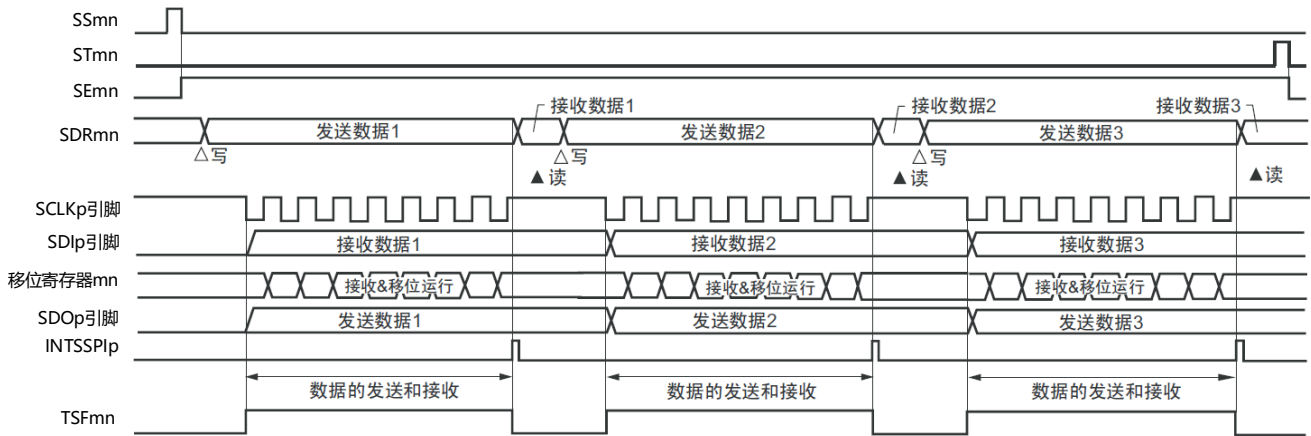 SSmn
STmn
SEmn
接收数据1 接收数据2 接收数据3
SDRmn 发送数据1 发送数据2 发送数据3
△写 △写 △写
▲读 ▲读 ▲读
SCLKp引脚
SDIp引脚 接收数据1 接收数据2 接收数据3
移位寄存器mn 接收&移位运行 接收&移位运行 接收&移位运行
SDOp引脚 发送数据1 发送数据2 发送数据3
INTSSPIp
数据的发送和接收 数据的发送和接收 数据的发送和接收
TSFmn